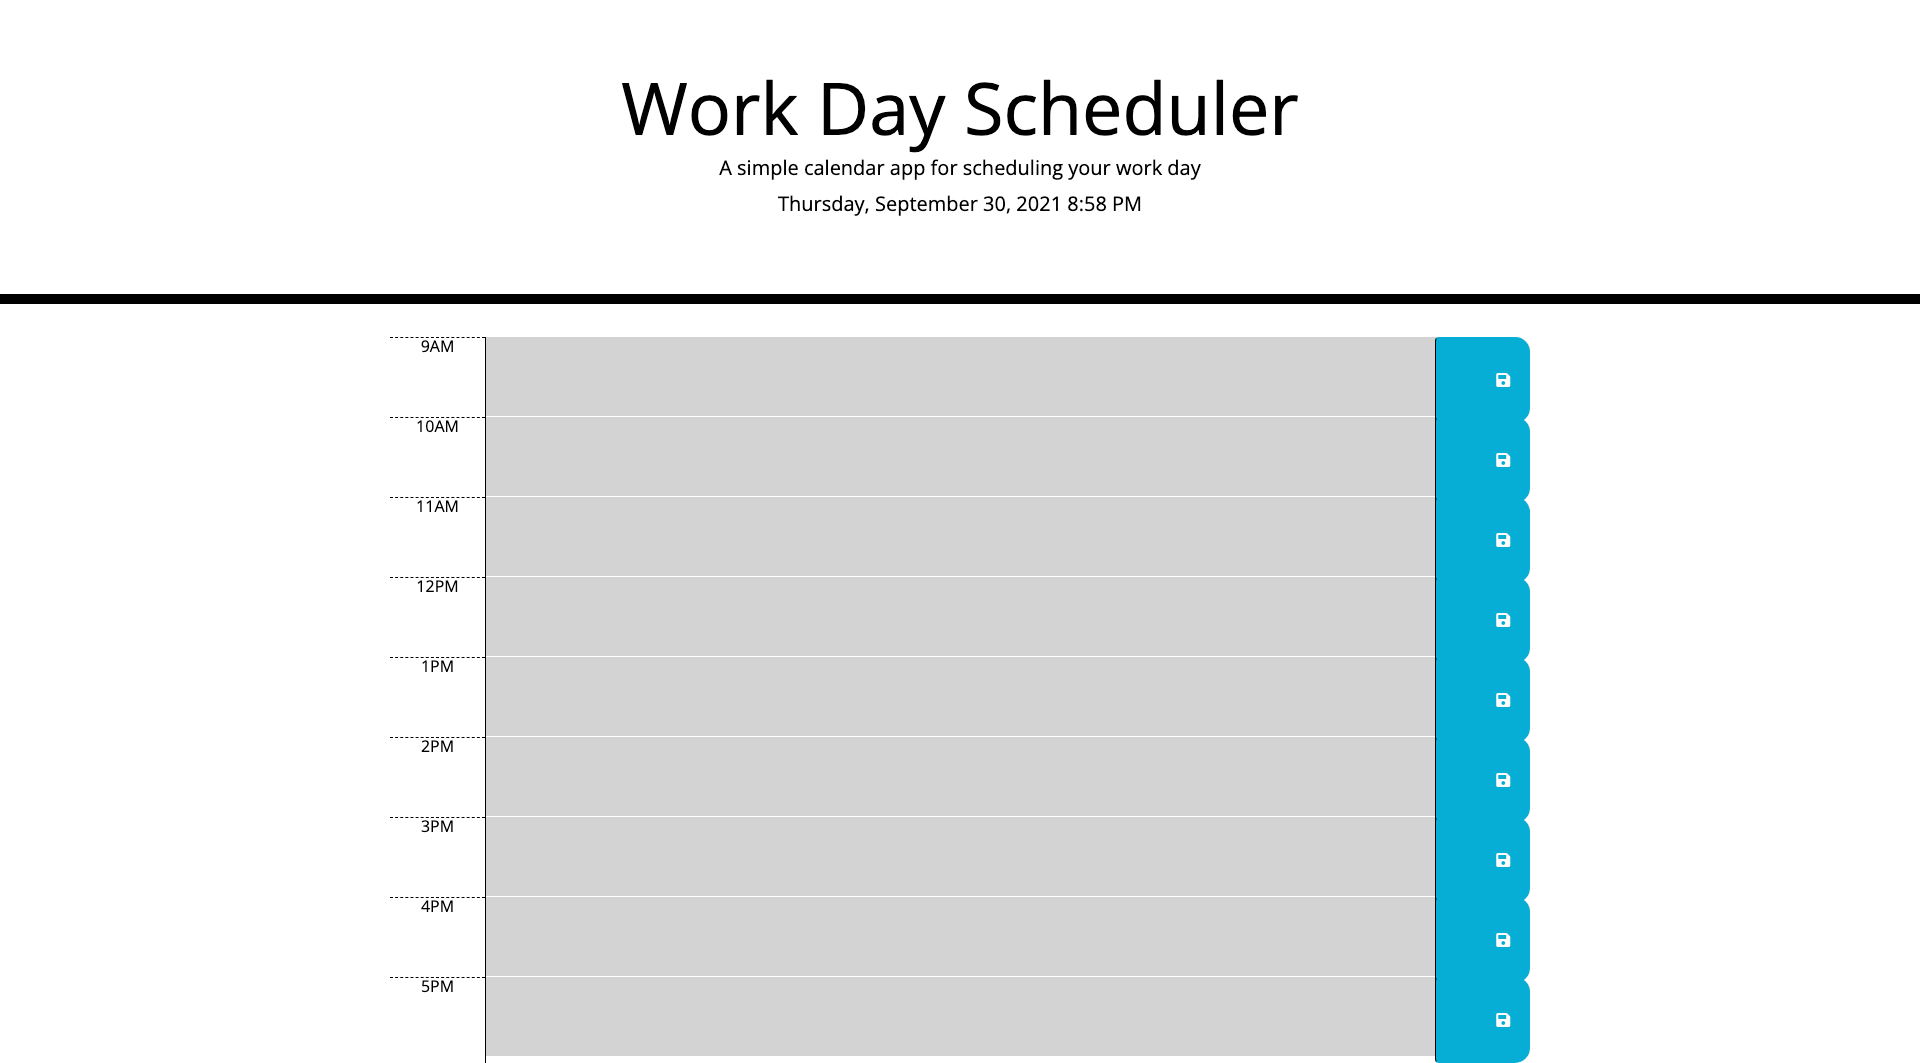 Work Day Scheduler
A simple calendar app for scheduling your work day
Thursday, September 30, 2021 8:58 PM
9AM
10AM
11AM
12PM
1PM
2PM
3PM
4PM
5PM